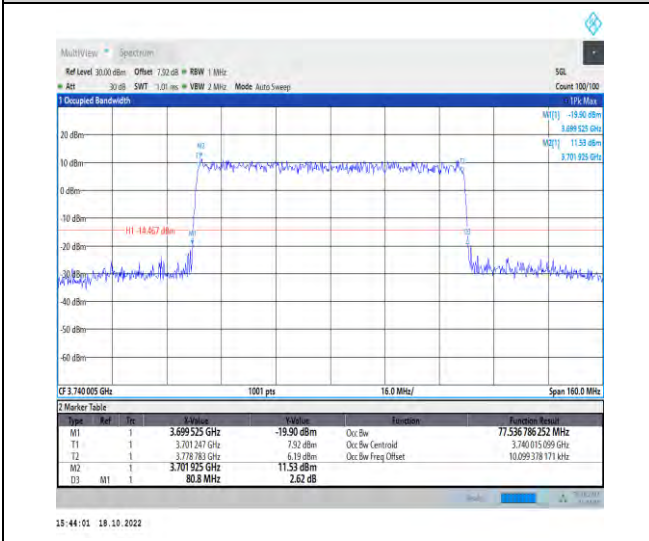 MultiView Spectrum
Ref Level 30.00 dBm Offset 7.92 dB RBW 1 MHz SGL
Att 30 dB SWT 1.01 ms VBW 2 MHz Mode Auto Sweep Count 100/100
1 Occupied Bandwidth 1Pk Max
M1[1] -19.90 dBm
3.699 525 GHz
M2[1] 11.53 dBm
3.701 925 GHz
20 dBm
M2
T1
10 dBm
0 dBm
-10 dBm
H1 -14.467 dBm
M1
D3
-20 dBm
-30 dBm
-40 dBm
-50 dBm
-60 dBm
CF 3.740 005 GHz 1001 pts 16.0 MHz/ Span 160.0 MHz
2 Marker Table
Type Ref Trc X-Value Y-Value Function Function Result
M1 1 3.699 525 GHz -19.90 dBm Occ Bw 77.536 786 252 MHz
T1 1 3.701 247 GHz 7.92 dBm Occ Bw Centroid 3.740 015 099 GHz
T2 1 3.778 783 GHz 6.19 dBm Occ Bw Freq Offset 10.099 378 171 kHz
M2 1 3.701 925 GHz 11.53 dBm
D3 M1 1 80.8 MHz 2.62 dB
15:44:01 18.10.2022